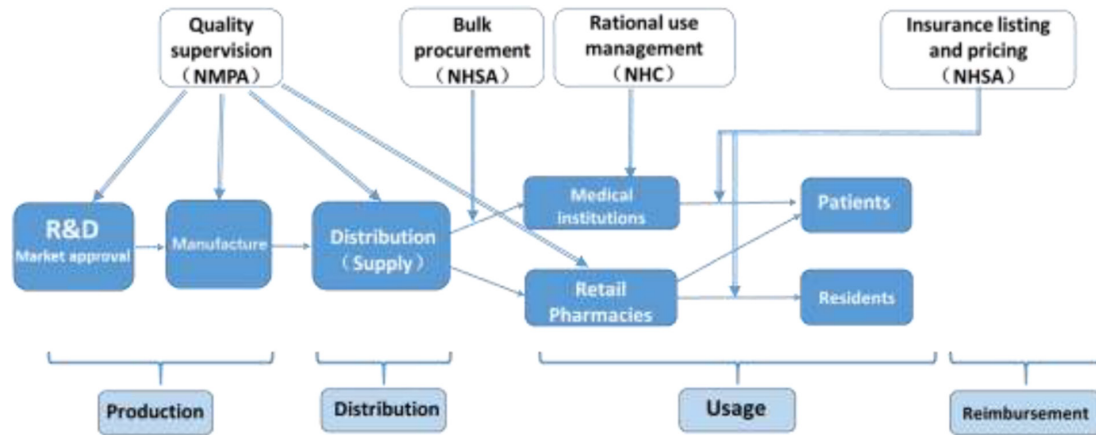 Quality
supervision
（NMPA）
Bulk
procurement
（NHSA）
Rational use
management
（NHC）
Insurance listing
and pricing
（NHSA）
R&D
Market approval
Manufacture
Distribution
（Supply）
Medical
institutions
Retail
Pharmacies
Patients
Residents
Production
Distribution
Usage
Reimbursement